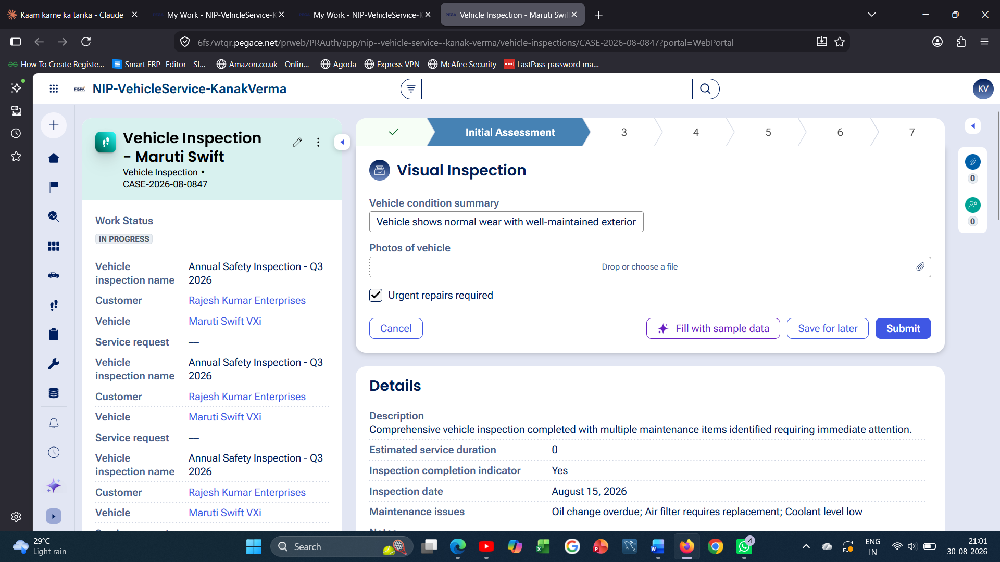 Kaam karne ka tarika - Claude
My Work - NIP-VehicleService-K
My Work - NIP-VehicleService-K
PEGA Vehicle Inspection - Maruti Swif
6fs7wtqr.pegace.net/prweb/PRAuth/app/nip--vehicle-service--kanak-verma/vehicle-inspections/CASE-2026-08-0847?portal=WebPortal
How To Create Registe...
Smart ERP- Editor - Sl...
Amazon.co.uk - Onlin...
Agoda
Express VPN
McAfee Security
LastPass password ma...
FISPA
NIP-VehicleService-KanakVerma
KV
Vehicle Inspection
- Maruti Swift
Vehicle Inspection •
CASE-2026-08-0847
Work Status
IN PROGRESS
Vehicle inspection name Annual Safety Inspection - Q3 2026
Customer Rajesh Kumar Enterprises
Vehicle Maruti Swift VXi
Service request —
Vehicle inspection name Annual Safety Inspection - Q3 2026
Customer Rajesh Kumar Enterprises
Vehicle Maruti Swift VXi
Service request —
Vehicle inspection name Annual Safety Inspection - Q3 2026
Customer Rajesh Kumar Enterprises
Vehicle Maruti Swift VXi
Initial Assessment
3
4
5
6
7
Visual Inspection
Vehicle condition summary
Vehicle shows normal wear with well-maintained exterior.
Photos of vehicle
Drop or choose a file
Urgent repairs required
Cancel
Fill with sample data
Save for later
Submit
0
0
Details
Description
Comprehensive vehicle inspection completed with multiple maintenance items identified requiring immediate attention.
Estimated service duration 0
Inspection completion indicator Yes
Inspection date August 15, 2026
Maintenance issues Oil change overdue; Air filter requires replacement; Coolant level low
29°C
Light rain
Search
4
ENG
IN
21:01
30-08-2026